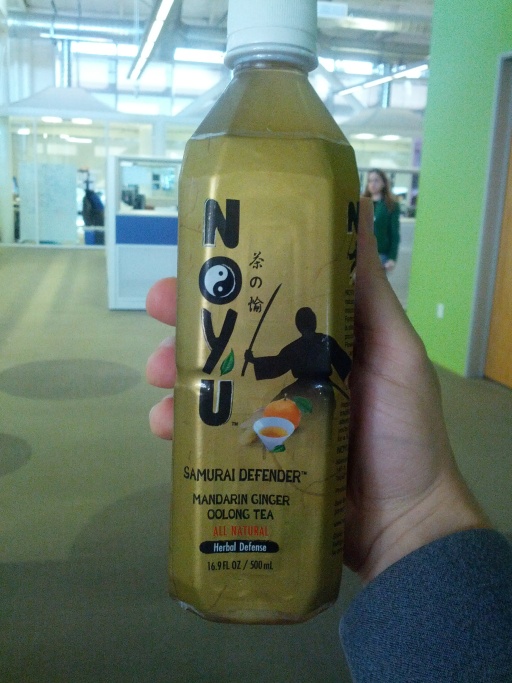 NOYU™
茶の愉
SAMURAI DEFENDER™
MANDARIN GINGER
OOLONG TEA
ALL NATURAL
Herbal Defense
16.9 FL OZ / 500 mL
N